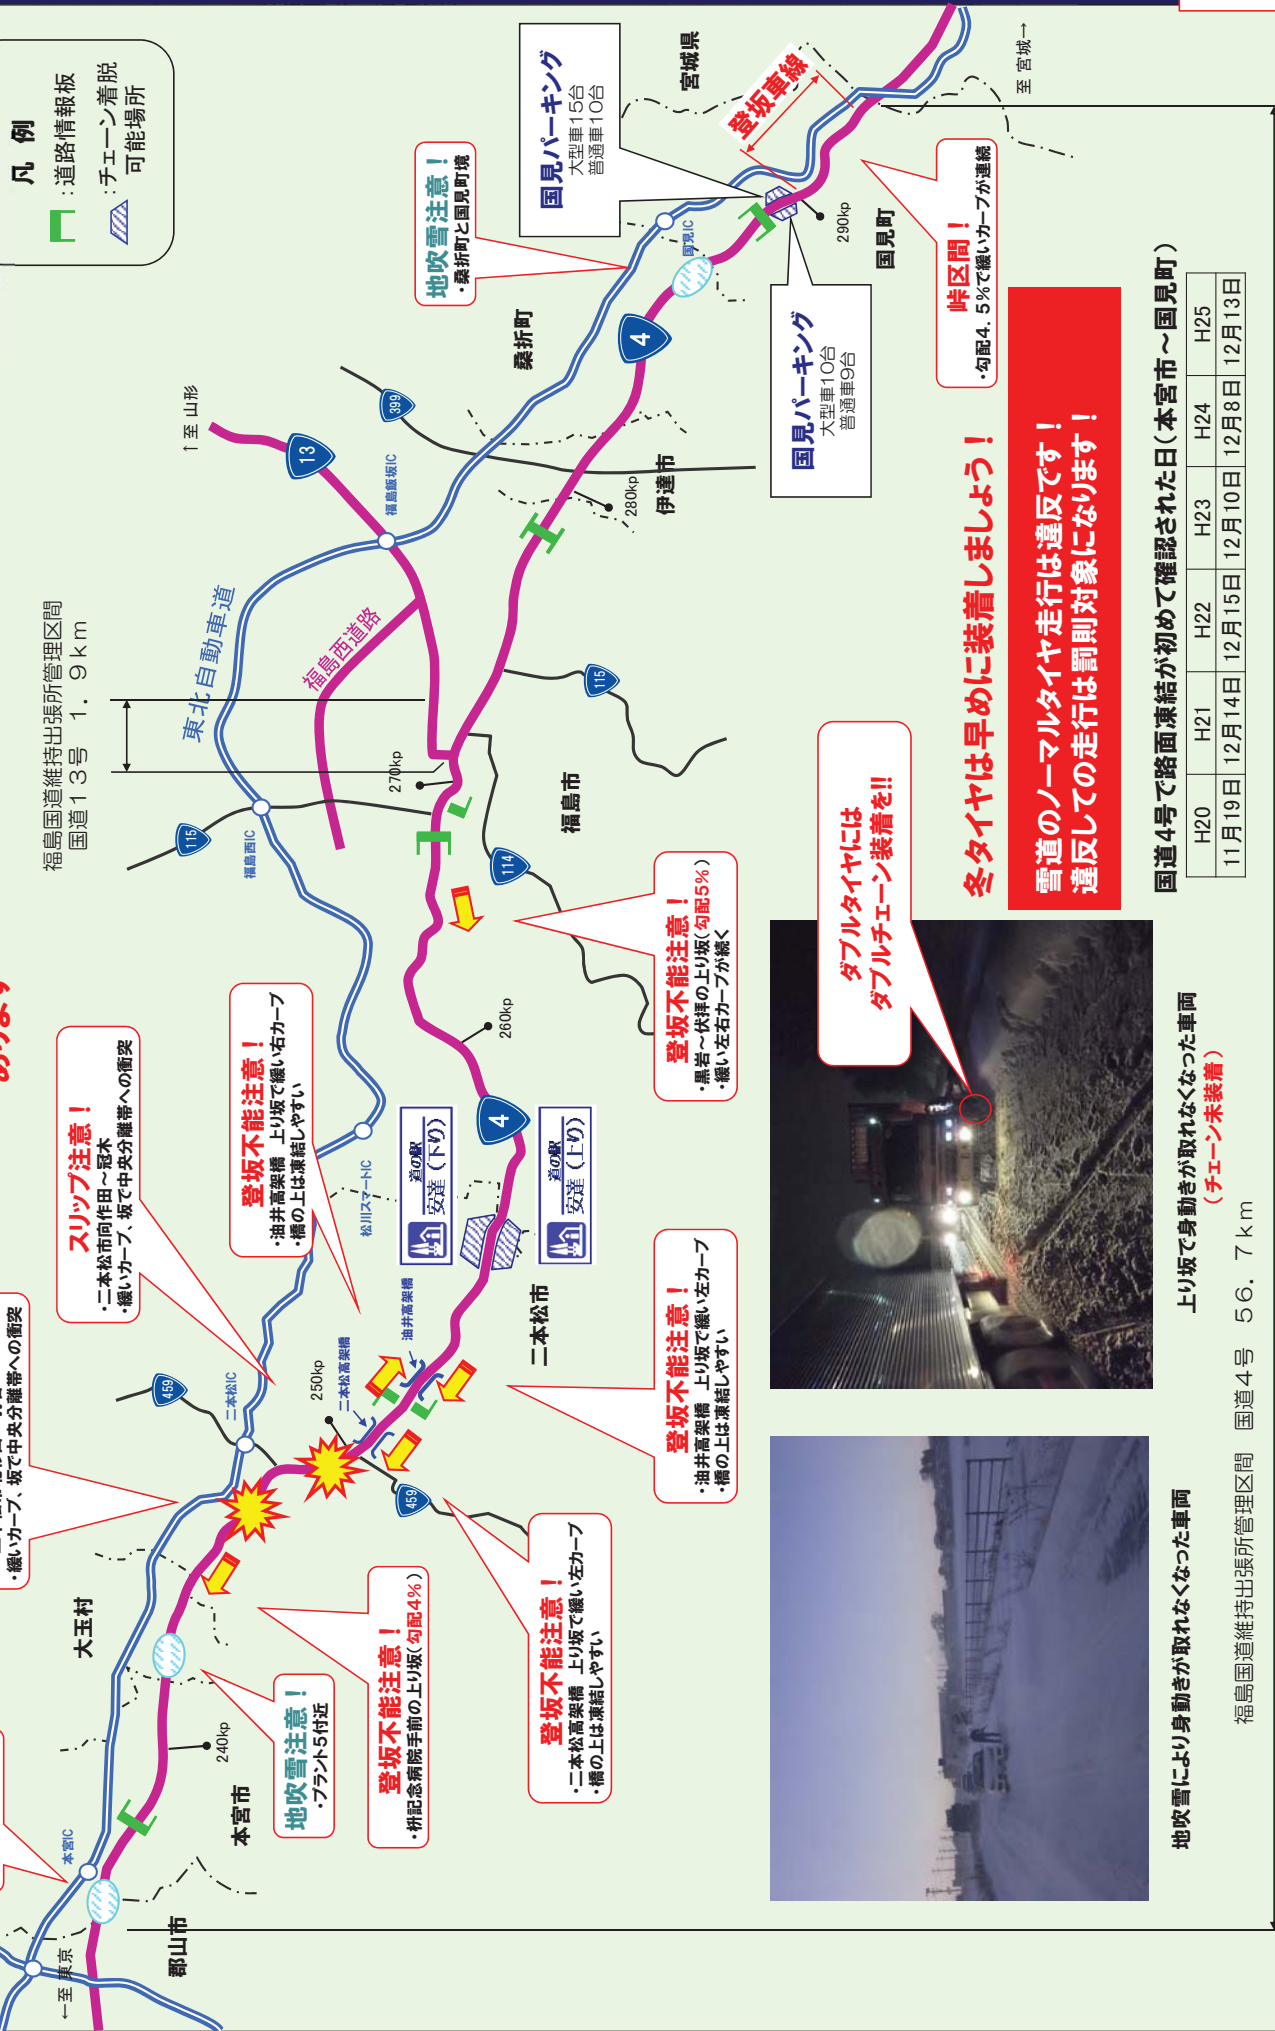 凡 例
：道路情報板
：チェーン着脱
可能場所
あります
福島国道維持出張所管理区間
国道13号 1．9km
スリップ注意！
・二本松市向作田～冠木
・緩いカーブ、坂で中央分離帯への衝突
・緩いカーブ、坂で中央分離帯への衝突
登坂不能注意！
・油井高架橋 上り坂で緩い右カーブ
・橋の上は凍結しやすい
地吹雪注意！
・桑折町と国見町境
国見パーキング
大型車15台
普通車10台
宮城県
登坂車線
至 宮城→
↑至 山形
13
399
福島飯坂IC
東北自動車道
福島西道路
115
福島西IC
桑折町
国見IC
4
290kp
国見町
国見パーキング
大型車10台
普通車9台
峠区間！
・勾配4．5％で緩いカーブが連続
伊達市
280kp
115
270kp
福島市
114
260kp
松川スマートIC
道の駅
安達（下り）
4
道の駅
安達（上り）
登坂不能注意！
・黒岩～伏拝の上り坂（勾配5％）
・緩い左右カーブが続く
459
二本松IC
250kp
二本松高架橋
油井高架橋
二本松市
459
登坂不能注意！
・油井高架橋 上り坂で緩い左カーブ
・橋の上は凍結しやすい
登坂不能注意！
・二本松高架橋 上り坂で緩い左カーブ
・橋の上は凍結しやすい
登坂不能注意！
・枡記念病院手前の上り坂（勾配4％）
地吹雪注意！
・プラント5付近
大玉村
240kp
本宮市
本宮IC
郡山市
←至 東京
冬タイヤは早めに装着しましょう！
雪道のノーマルタイヤ走行は違反です！
違反しての走行は罰則対象になります！
国道4号で路面凍結が初めて確認された日（本宮市～国見町）
H20 H21 H22 H23 H24 H25
11月19日 12月14日 12月15日 12月10日 12月8日 12月13日
ダブルタイヤには
ダブルチェーン装着を!!
上り坂で身動きが取れなくなった車両
（チェーン未装着）
地吹雪により身動きが取れなくなった車両
福島国道維持出張所管理区間 国道4号 56．7km